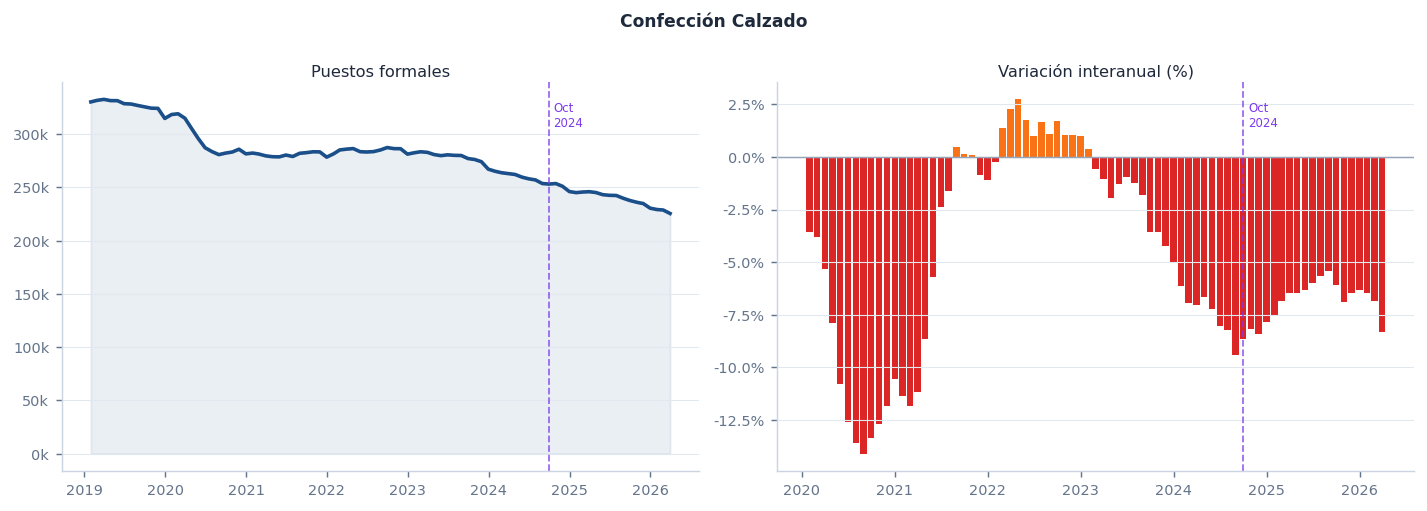 Confección Calzado
Puestos formales
300k
250k
200k
150k
100k
50k
0k
Oct
2024
2019 2020 2021 2022 2023 2024 2025 2026
Variación interanual (%)
2.5%
0.0%
-2.5%
-5.0%
-7.5%
-10.0%
-12.5%
Oct
2024
2020 2021 2022 2023 2024 2025 2026